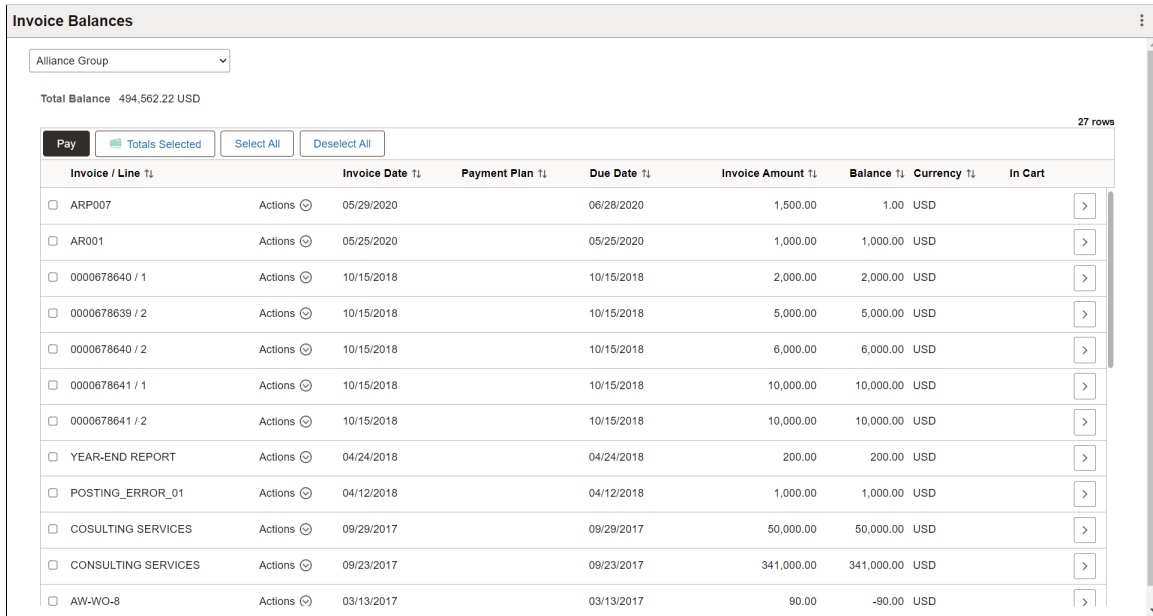 Invoice Balances
Alliance Group
Total Balance 494,562.22 USD
27 rows
Pay Totals Selected Select All Deselect All
Invoice / Line Invoice Date Payment Plan Due Date Invoice Amount Balance Currency In Cart
ARP007 Actions 05/29/2020 06/28/2020 1,500.00 1.00 USD
AR001 Actions 05/25/2020 05/25/2020 1,000.00 1,000.00 USD
0000678640 / 1 Actions 10/15/2018 10/15/2018 2,000.00 2,000.00 USD
0000678639 / 2 Actions 10/15/2018 10/15/2018 5,000.00 5,000.00 USD
0000678640 / 2 Actions 10/15/2018 10/15/2018 6,000.00 6,000.00 USD
0000678641 / 1 Actions 10/15/2018 10/15/2018 10,000.00 10,000.00 USD
0000678641 / 2 Actions 10/15/2018 10/15/2018 10,000.00 10,000.00 USD
YEAR-END REPORT Actions 04/24/2018 04/24/2018 200.00 200.00 USD
POSTING_ERROR_01 Actions 04/12/2018 04/12/2018 1,000.00 1,000.00 USD
COSULTING SERVICES Actions 09/29/2017 09/29/2017 50,000.00 50,000.00 USD
CONSULTING SERVICES Actions 09/23/2017 09/23/2017 341,000.00 341,000.00 USD
AW-WO-8 Actions 03/13/2017 03/13/2017 90.00 -90.00 USD